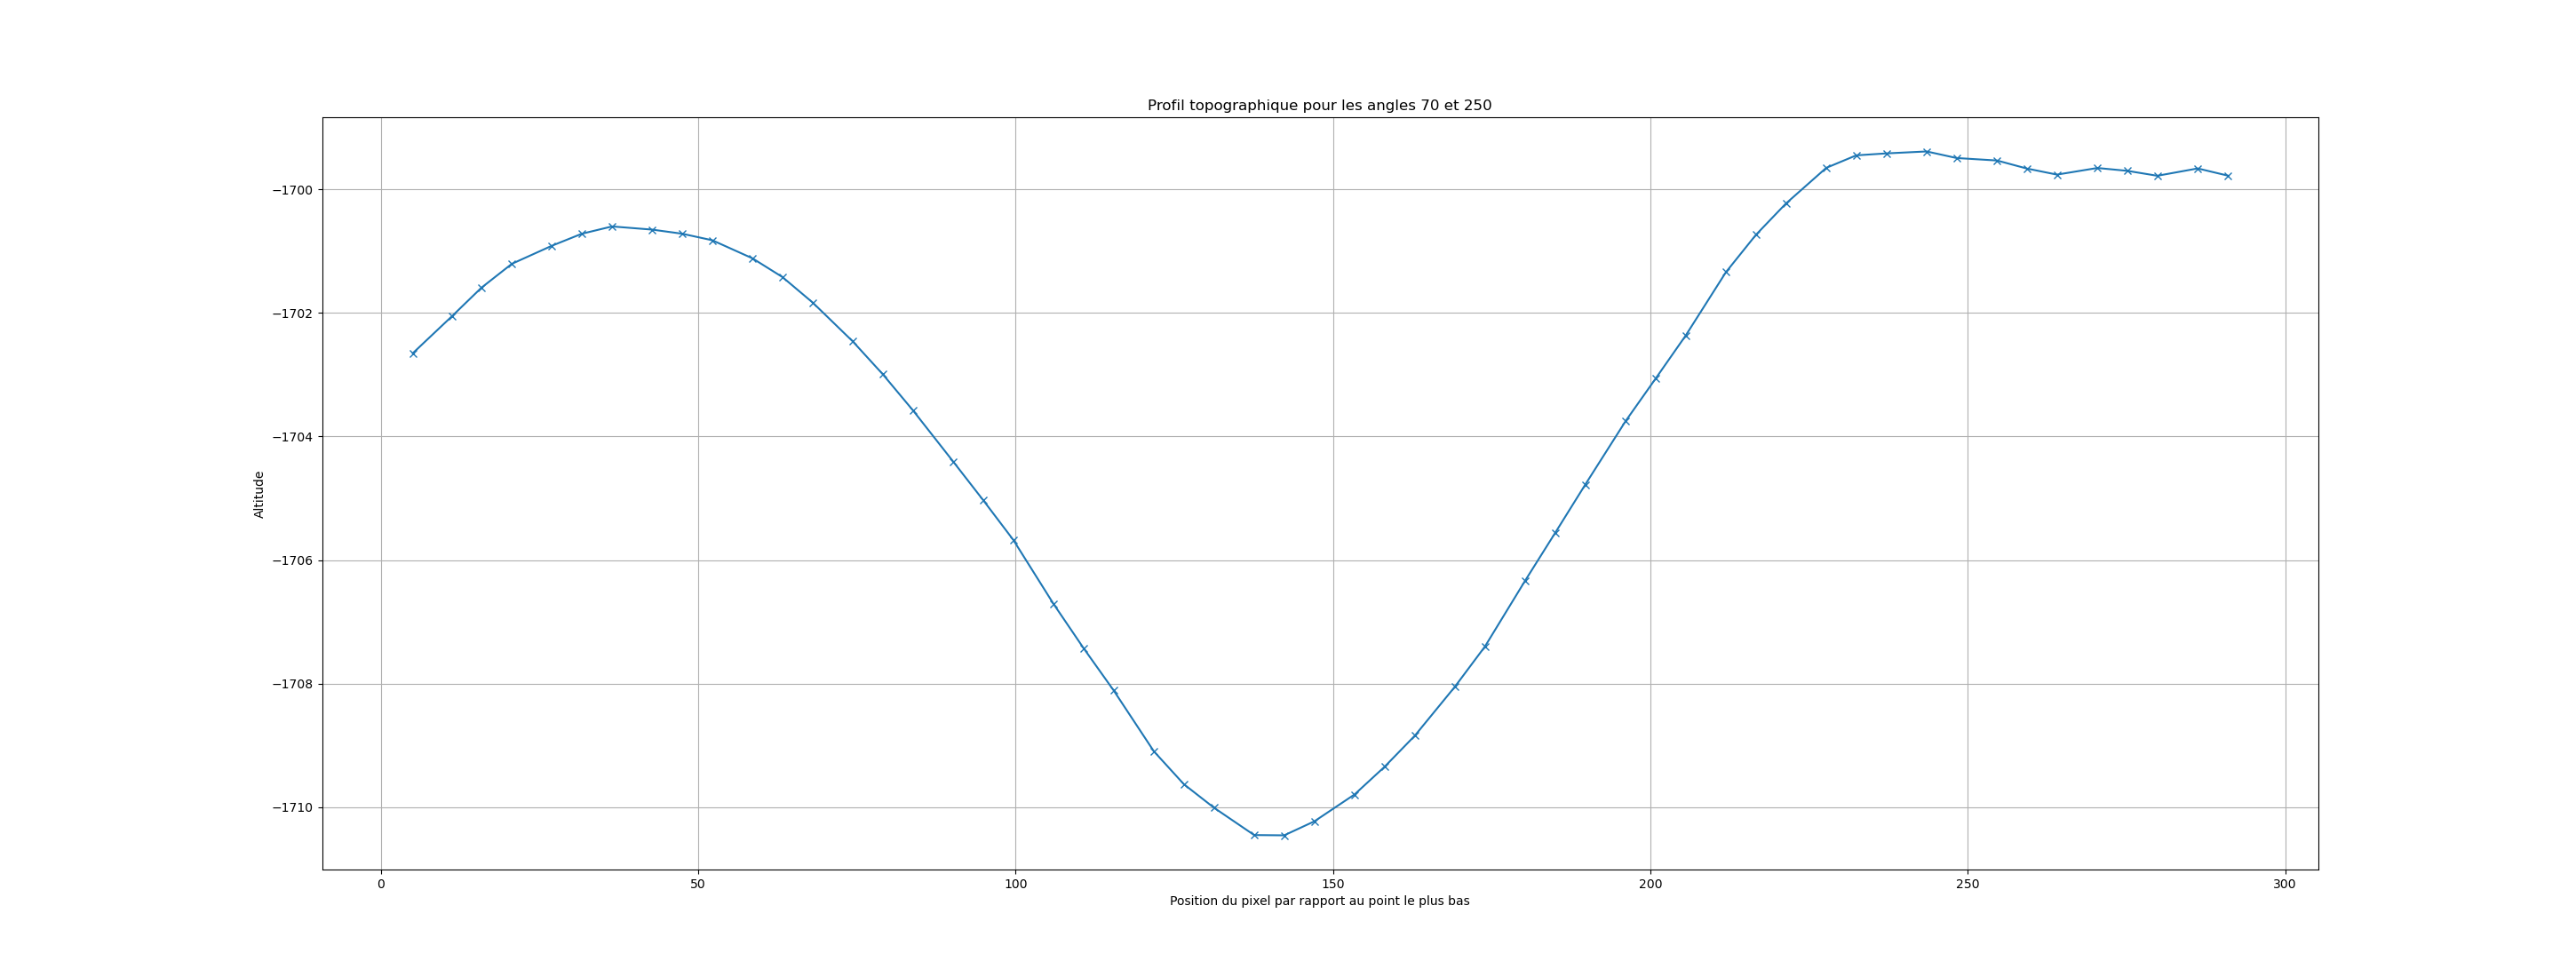 Profil topographique pour les angles 70 et 250
−1700
−1702
−1704
−1706
−1708
−1710
Altitude
0 50 100 150 200 250 300
Position du pixel par rapport au point le plus bas